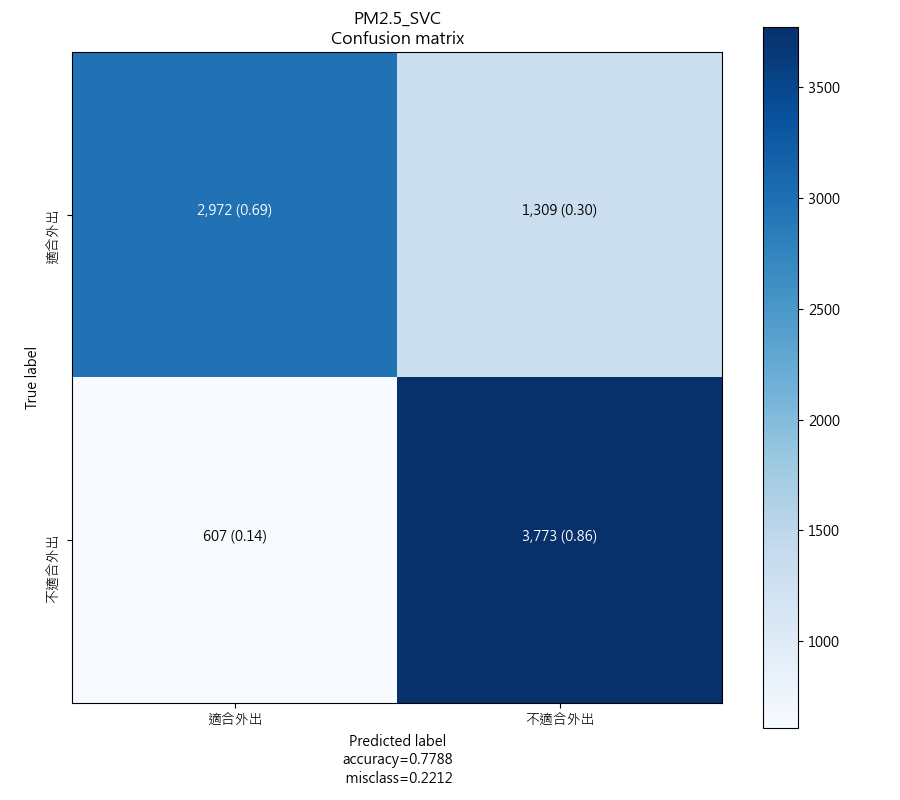 PM2.5_SVC
Confusion matrix
True label
適合外出
不適合外出
2,972 (0.69)
1,309 (0.30)
607 (0.14)
3,773 (0.86)
適合外出
不適合外出
Predicted label
accuracy=0.7788
misclass=0.2212
3500
3000
2500
2000
1500
1000